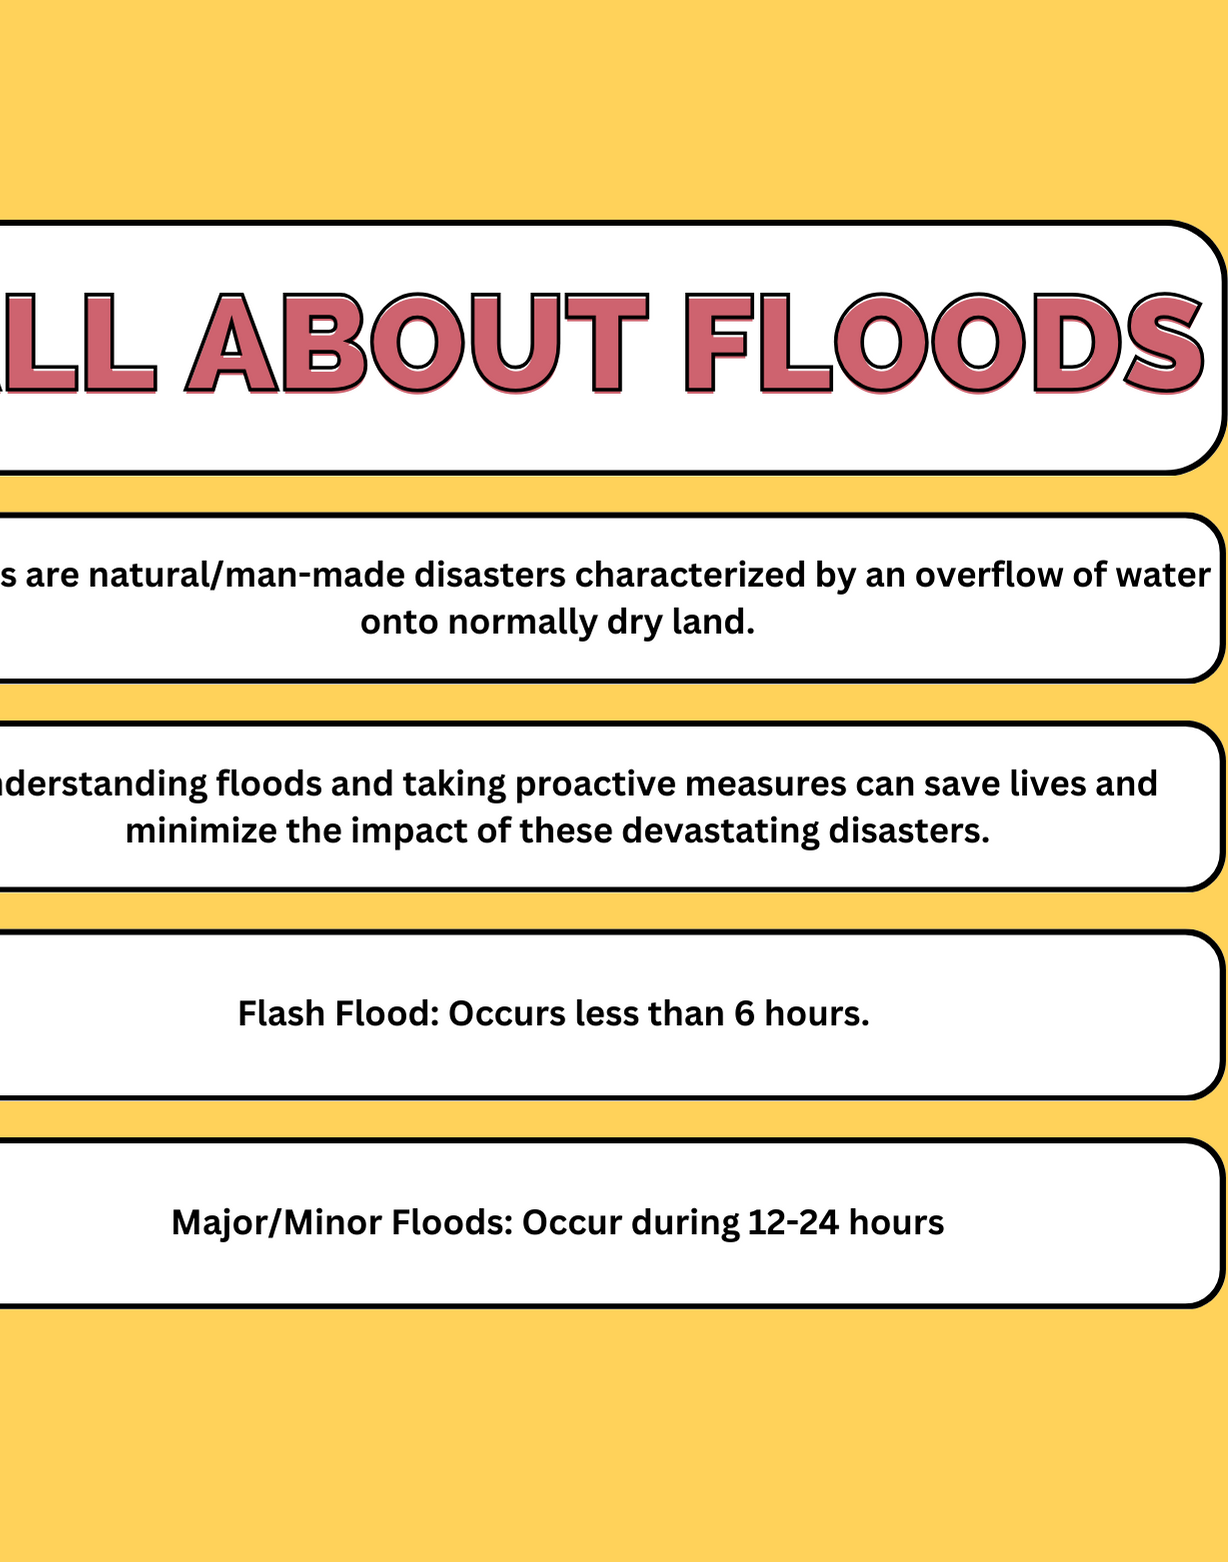 LL ABOUT FLOODS
s are natural/man-made disasters characterized by an overflow of water
onto normally dry land.
nderstanding floods and taking proactive measures can save lives and
minimize the impact of these devastating disasters.
Flash Flood: Occurs less than 6 hours.
Major/Minor Floods: Occur during 12-24 hours